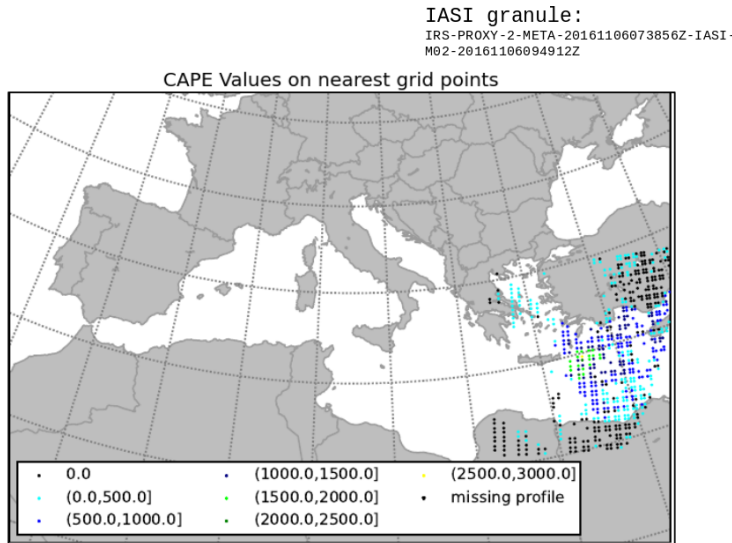 IASI granule:
IRS-PROXY-2-META-20161106073856Z-IASI-
M02-20161106094912Z
CAPE Values on nearest grid points
0.0
(0.0,500.0]
(500.0,1000.0]
(1000.0,1500.0]
(1500.0,2000.0]
(2000.0,2500.0]
(2500.0,3000.0]
missing profile